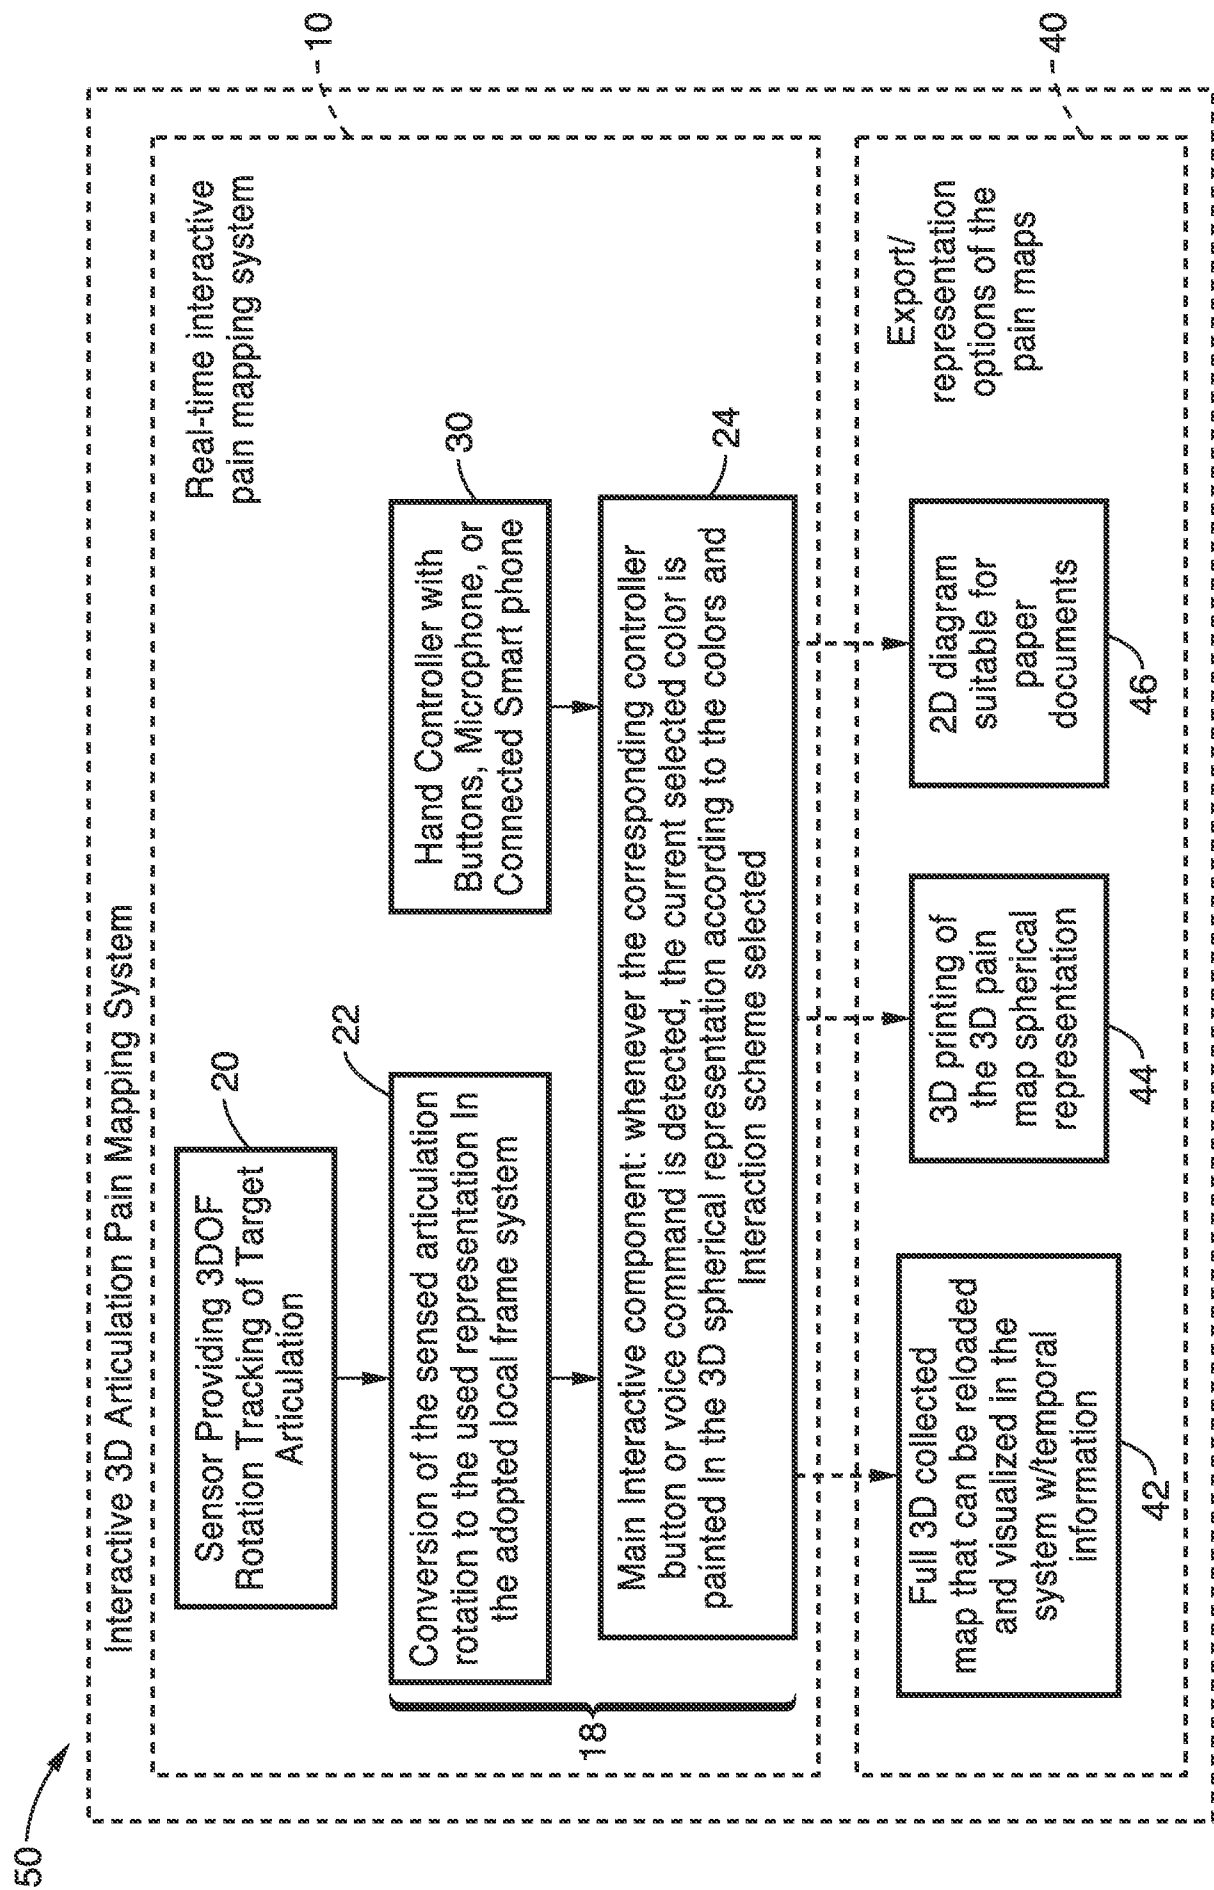 50
Interactive 3D Articulation Pain Mapping System
10
Real-time interactive
pain mapping system
20
Sensor Providing 3DOF
Rotation Tracking of Target
Articulation
22
Conversion of the sensed articulation
rotation to the used representation In
the adopted local frame system
30
Hand Controller with
Buttons, Microphone, or
Connected Smart phone
18
24
Main Interactive component: whenever the corresponding controller
button or voice command is detected, the current selected color is
painted In the 3D spherical representation according to the colors and
Interaction scheme selected
40
Export/
representation
options of the
pain maps
Full 3D collected
map that can be reloaded
and visualized in the
system w/temporal
information
42
3D printing of
the 3D pain
map spherical
representation
44
2D diagram
suitable for
paper
documents
46